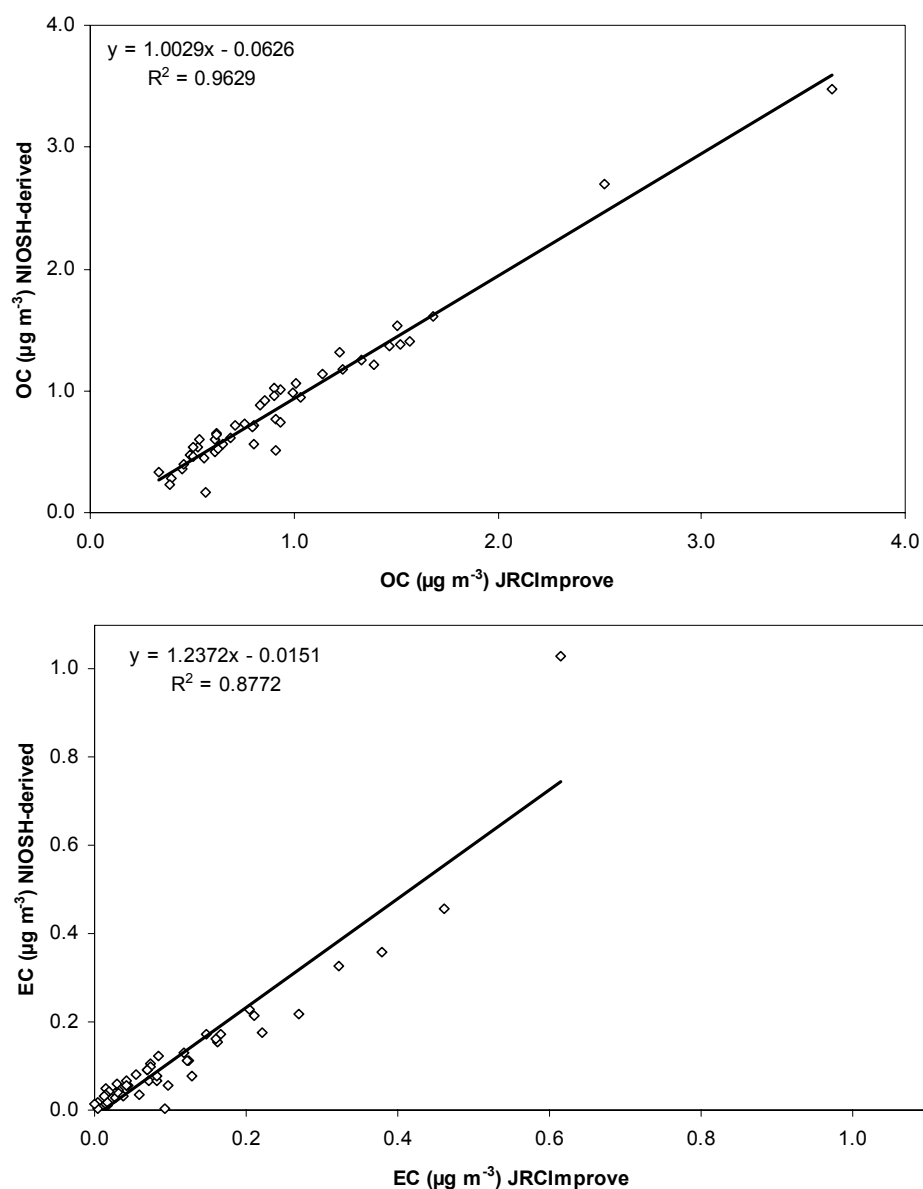 4.0
y = 1.0029x - 0.0626
R² = 0.9629
3.0
2.0
1.0
0.0
OC (µg m⁻³) NIOSH-derived
0.0 1.0 2.0 3.0 4.0
OC (µg m⁻³) JRCImprove
y = 1.2372x - 0.0151
R² = 0.8772
1.0
0.8
0.6
0.4
0.2
0.0
EC (µg m⁻³) NIOSH-derived
0.0 0.2 0.4 0.6 0.8 1.0
EC (µg m⁻³) JRCImprove